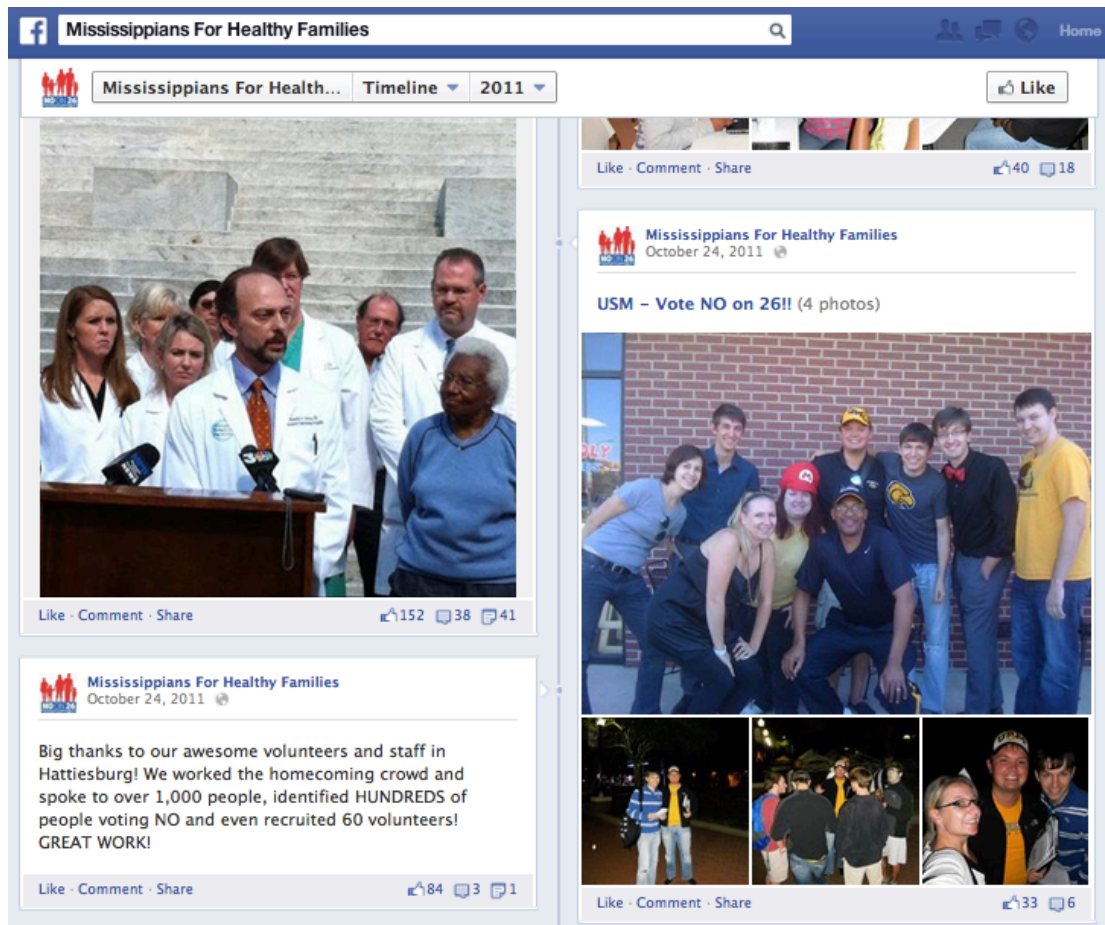 Mississippians For Healthy Families
Home
Mississippians For Health... Timeline 2011
Like
Like · Comment · Share 152 38 41
Mississippians For Healthy Families
October 24, 2011
Big thanks to our awesome volunteers and staff in
Hattiesburg! We worked the homecoming crowd and
spoke to over 1,000 people, identified HUNDREDS of
people voting NO and even recruited 60 volunteers!
GREAT WORK!
Like · Comment · Share 84 3 1
Like · Comment · Share 40 18
Mississippians For Healthy Families
October 24, 2011
USM – Vote NO on 26!! (4 photos)
Like · Comment · Share 33 6